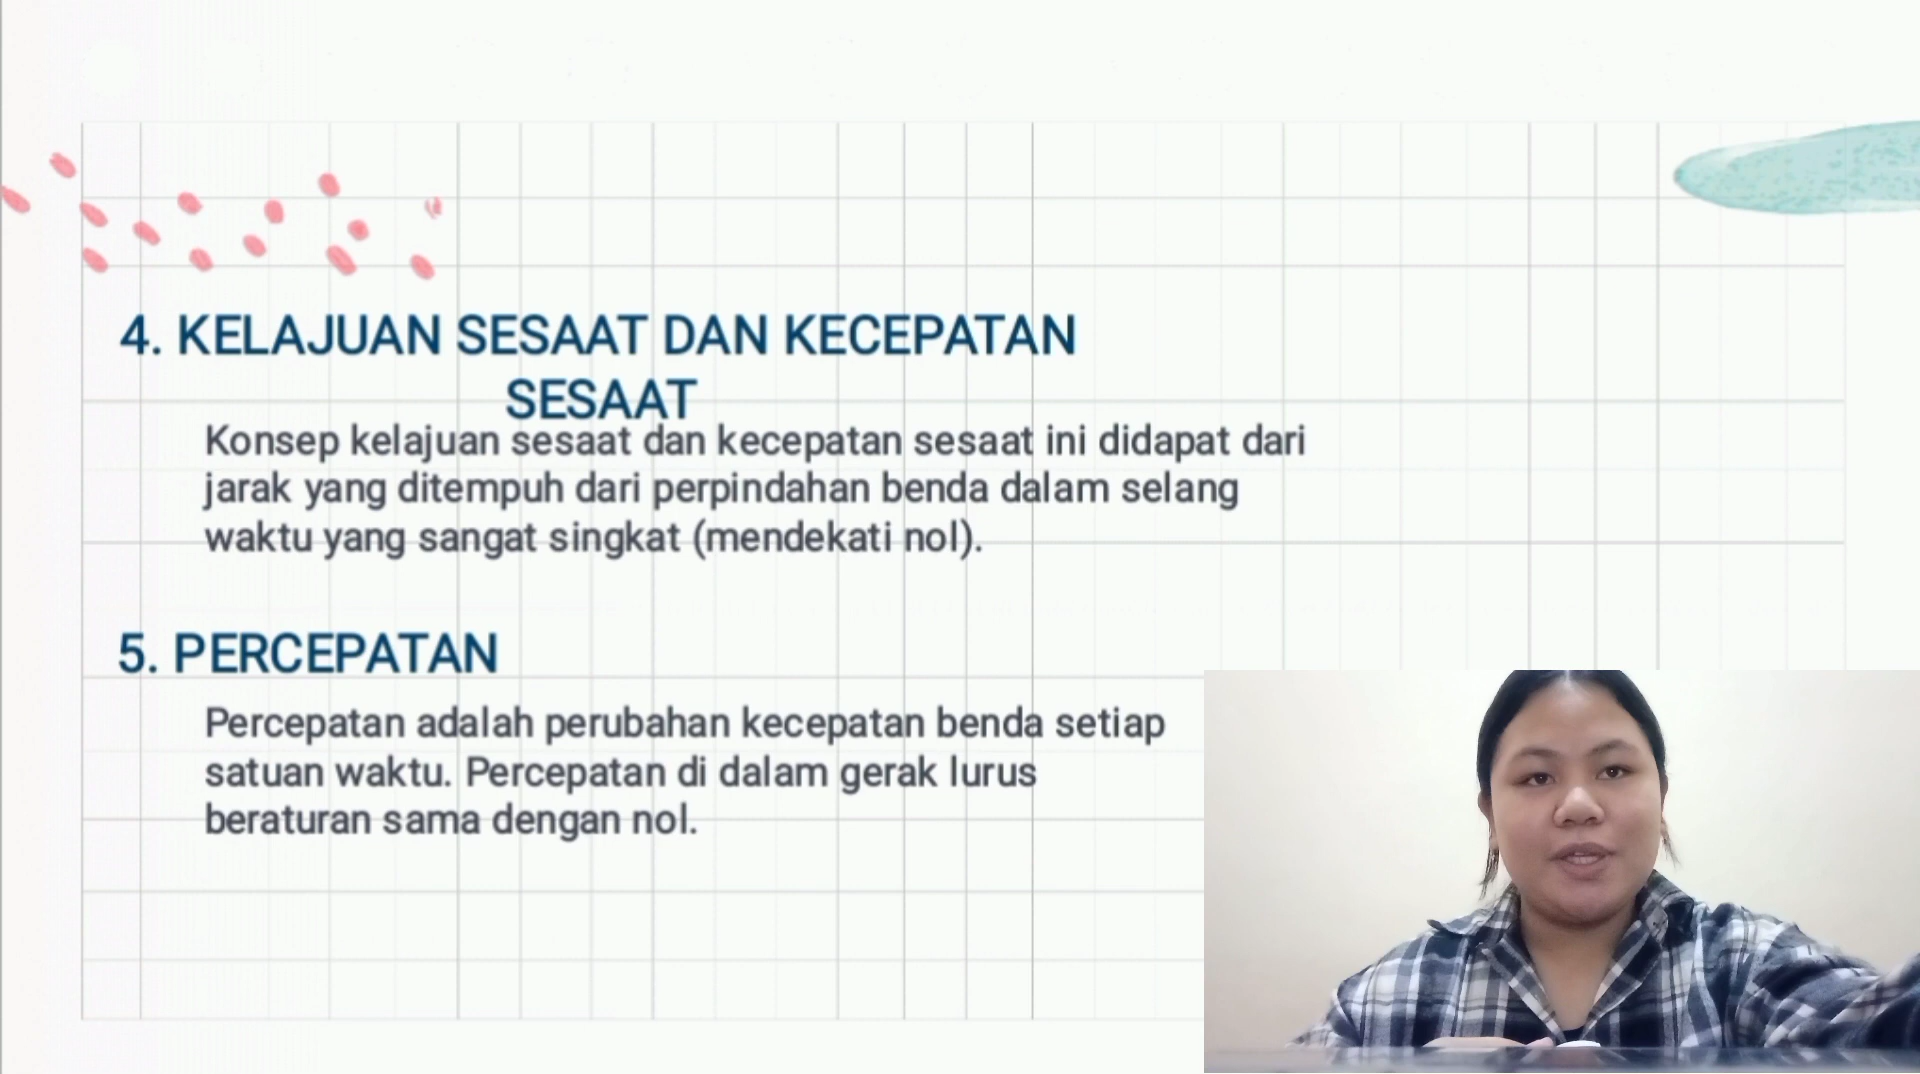 4. KELAJUAN SESAAT DAN KECEPATAN
SESAAT
Konsep kelajuan sesaat dan kecepatan sesaat ini didapat dari
jarak yang ditempuh dari perpindahan benda dalam selang
waktu yang sangat singkat (mendekati nol).
5. PERCEPATAN
Percepatan adalah perubahan kecepatan benda setiap
satuan waktu. Percepatan di dalam gerak lurus
beraturan sama dengan nol.